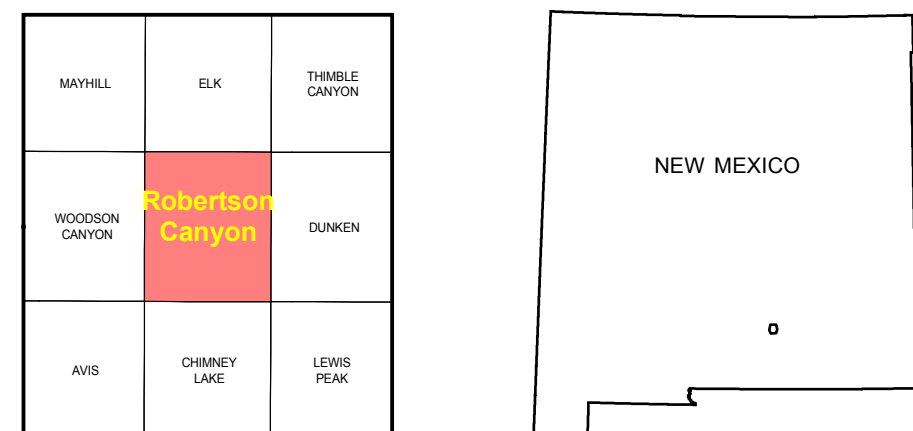 MAYHILL
ELK
THIMBLE
CANYON
WOODSON
CANYON
Robertson
Canyon
DUNKEN
AVIS
CHIMNEY
LAKE
LEWIS
PEAK
NEW MEXICO